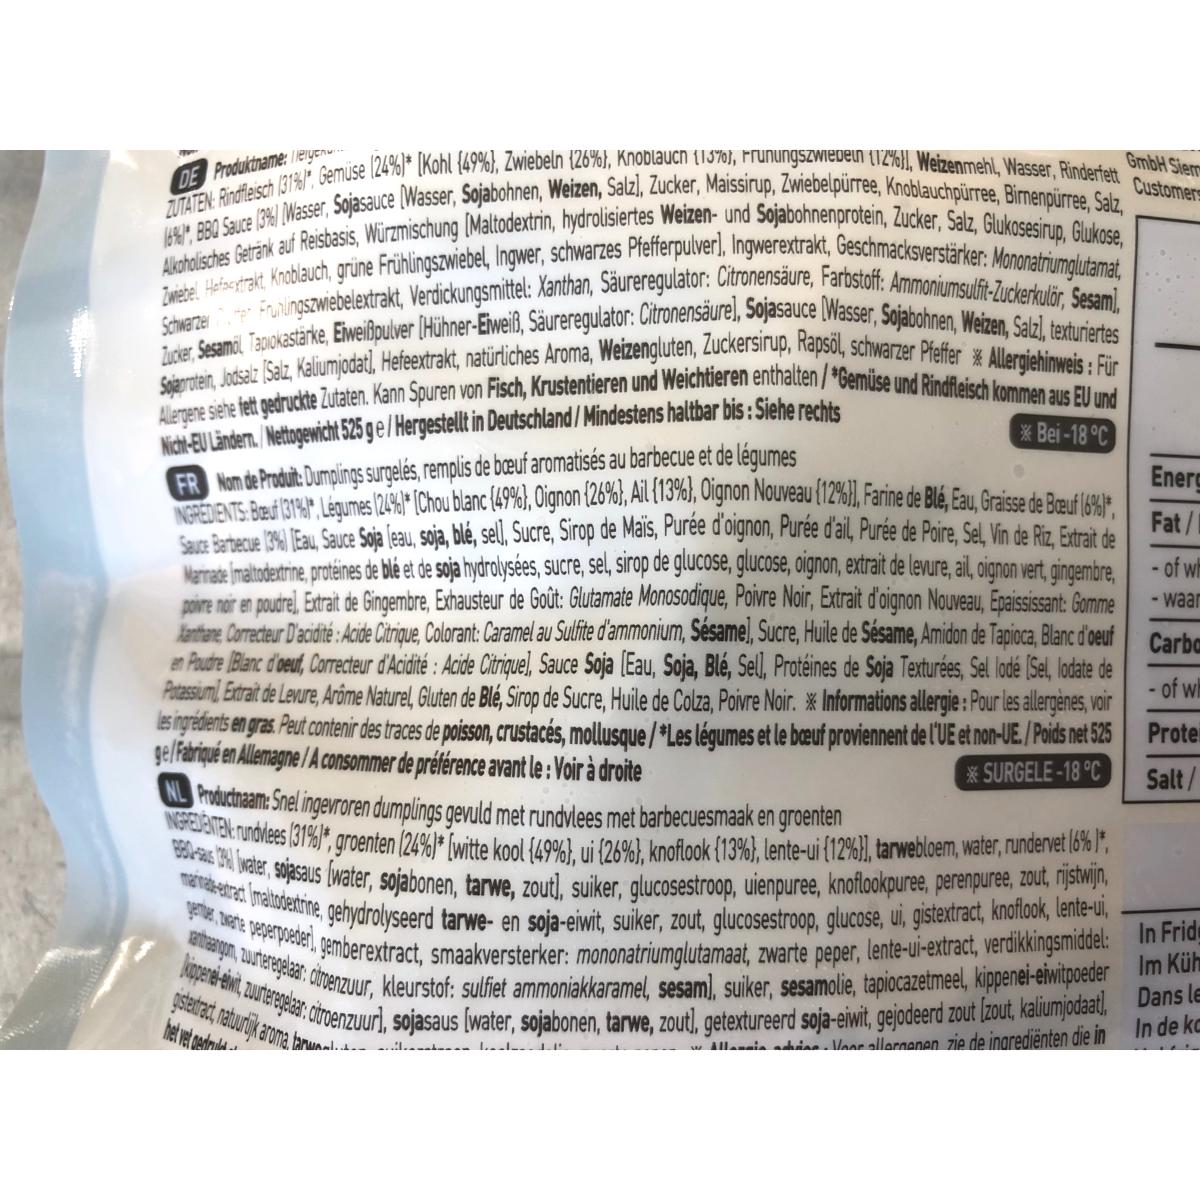 DE Produktname:
ZUTATEN: Rindfleisch (31%)*, Gemüse (24%)* [Kohl {49%}, Zwiebeln {26%}, Knoblauch {13%}, Frühlingszwiebeln {12%}], Weizenmehl, Wasser, Rinderfett
(6%)*, BBQ Sauce (3%) [Wasser, Sojasauce [Wasser, Sojabohnen, Weizen, Salz], Zucker, Maissirup, Zwiebelpürree, Knoblauchpürree, Birnenpürree, Salz,
Alkoholisches Getränk auf Reisbasis, Würzmischung [Maltodextrin, hydrolisiertes Weizen- und Sojabohnenprotein, Zucker, Salz, Glukosesirup, Glukose,
Zwiebel, Hefeextrakt, Knoblauch, grüne Frühlingszwiebel, Ingwer, schwarzes Pfefferpulver], Ingwerextrakt, Geschmacksverstärker: Mononatriumglutamat,
Schwarzer Frühlingszwiebelextrakt, Verdickungsmittel: Xanthan, Säureregulator: Citronensäure, Farbstoff: Ammoniumsulfit-Zuckerkulör, Sesam],
Zucker, Sesamöl, Tapiokastärke, Eiweißpulver [Hühner-Eiweiß, Säureregulator: Citronensäure], Sojasauce [Wasser, Sojabohnen, Weizen, Salz], texturiertes
Sojaprotein, Jodsalz [Salz, Kaliumjodat], Hefeextrakt, natürliches Aroma, Weizengluten, Zuckersirup, Rapsöl, schwarzer Pfeffer ※ Allergiehinweis : Für
Allergene siehe fett gedruckte Zutaten. Kann Spuren von Fisch, Krustentieren und Weichtieren enthalten / *Gemüse und Rindfleisch kommen aus EU und
Nicht-EU Ländern. / Nettogewicht 525 g e / Hergestellt in Deutschland / Mindestens haltbar bis : Siehe rechts
※ Bei -18 °C
FR Nom de Produit: Dumplings surgelés, remplis de bœuf aromatisés au barbecue et de légumes
INGREDIENTS: Bœuf (31%)*, Légumes (24%)* [Chou blanc {49%}, Oignon {26%}, Ail {13%}, Oignon Nouveau {12%}], Farine de Blé, Eau, Graisse de Bœuf (6%)*,
Sauce Barbecue (3%) [Eau, Sauce Soja [eau, soja, blé, sel], Sucre, Sirop de Maïs, Purée d'oignon, Purée d'ail, Purée de Poire, Sel, Vin de Riz, Extrait de
Marinade [maltodextrine, protéines de blé et de soja hydrolysées, sucre, sel, sirop de glucose, glucose, oignon, extrait de levure, ail, oignon vert, gingembre,
poivre noir en poudre], Extrait de Gingembre, Exhausteur de Goût: Glutamate Monosodique, Poivre Noir, Extrait d'oignon Nouveau, Epaississant: Gomme
Xanthane, Correcteur D'acidité : Acide Citrique, Colorant: Caramel au Sulfite d'ammonium, Sésame], Sucre, Huile de Sésame, Amidon de Tapioca, Blanc d'oeuf
en Poudre [Blanc d'oeuf, Correcteur d'Acidité : Acide Citrique], Sauce Soja [Eau, Soja, Blé, Sel], Protéines de Soja Texturées, Sel Iodé [Sel, Iodate de
Potassium], Extrait de Levure, Arôme Naturel, Gluten de Blé, Sirop de Sucre, Huile de Colza, Poivre Noir. ※ Informations allergie : Pour les allergènes, voir
les ingrédients en gras. Peut contenir des traces de poisson, crustacés, mollusque / *Les légumes et le bœuf proviennent de l'UE et non-UE. / Poids net 525
g e / Fabriqué en Allemagne / A consommer de préférence avant le : Voir à droite
※ SURGELE -18 °C
NL Productnaam: Snel ingevroren dumplings gevuld met rundvlees met barbecuesmaak en groenten
INGREDIËNTEN: rundvlees (31%)*, groenten (24%)* [witte kool {49%}, ui {26%}, knoflook {13%}, lente-ui {12%}], tarwebloem, water, rundervet (6% )*,
BBQ-saus (3%) [water, sojasaus [water, sojabonen, tarwe, zout], suiker, glucosestroop, uienpuree, knoflookpuree, perenpuree, zout, rijstwijn,
marinade-extract [maltodextrine, gehydrolyseerd tarwe- en soja-eiwit, suiker, zout, glucosestroop, glucose, ui, gistextract, knoflook, lente-ui,
gember, zwarte peperpoeder], gemberextract, smaakversterker: mononatriumglutamaat, zwarte peper, lente-ui-extract, verdikkingsmiddel:
xanthaangom, zuurteregelaar: citroenzuur, kleurstof: sulfiet ammoniakkaramel, sesam], suiker, sesamolie, tapiocazetmeel, kippenei-eiwitpoeder
[kippenei-eiwit, zuurteregelaar: citroenzuur], sojasaus [water, sojabonen, tarwe, zout], getextureerd soja-eiwit, gejodeerd zout [zout, kaliumjodaat],
gistextract, natuurlijk aroma, ※ Allergie advies : Voor allergenen, zie de ingrediënten die in
het vet gedrukt
GmbH
Customer
Energ
Fat /
- of wh
- waar
Carbo
- of wh
Prote
Salt /
In Fridg
Im Küh
Dans le
In de ko